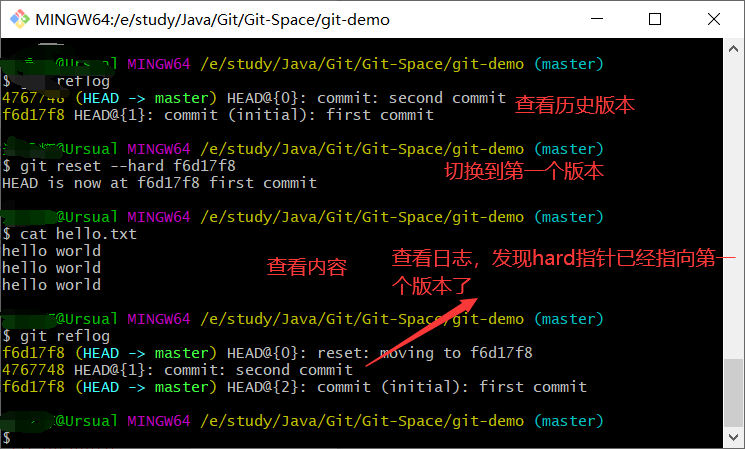 MINGW64:/e/study/Java/Git/Git-Space/git-demo
@Ursual MINGW64 /e/study/Java/Git/Git-Space/git-demo (master)
$ reflog
4767748 (HEAD -> master) HEAD@{0}: commit: second commit
f6d17f8 HEAD@{1}: commit (initial): first commit
查看历史版本
@Ursual MINGW64 /e/study/Java/Git/Git-Space/git-demo (master)
$ git reset --hard f6d17f8
HEAD is now at f6d17f8 first commit
切换到第一个版本
@Ursual MINGW64 /e/study/Java/Git/Git-Space/git-demo (master)
$ cat hello.txt
hello world
hello world
hello world
查看内容
查看日志，发现hard指针已经指向第一
个版本了
@Ursual MINGW64 /e/study/Java/Git/Git-Space/git-demo (master)
$ git reflog
f6d17f8 (HEAD -> master) HEAD@{0}: reset: moving to f6d17f8
4767748 HEAD@{1}: commit: second commit
f6d17f8 (HEAD -> master) HEAD@{2}: commit (initial): first commit
@Ursual MINGW64 /e/study/Java/Git/Git-Space/git-demo (master)
$